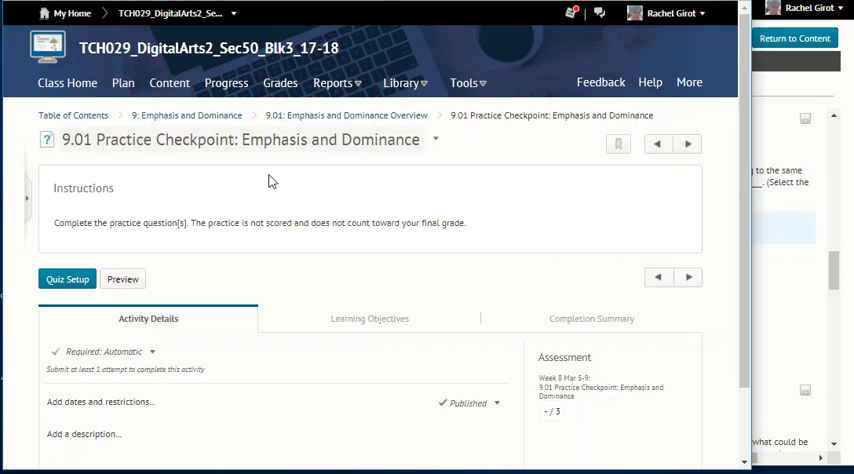 My Home
TCH029_DigitalArts2_Se...
Rachel Girot
Rachel Girot
Return to Content
TCH029_DigitalArts2_Sec50_Blk3_17-18
Class Home Plan Content Progress Grades Reports Library Tools Feedback Help More
Table of Contents 9: Emphasis and Dominance 9.01: Emphasis and Dominance Overview 9.01 Practice Checkpoint: Emphasis and Dominance
9.01 Practice Checkpoint: Emphasis and Dominance
to the same
. (Select the
Instructions
Complete the practice question[s]. The practice is not scored and does not count toward your final grade.
Quiz Setup Preview
Activity Details Learning Objectives Completion Summary
Required: Automatic
Submit at least 1 attempt to complete this activity
Add dates and restrictions...
Published
Add a description...
Assessment
Week 8 Mar 5-9:
9.01 Practice Checkpoint: Emphasis and
Dominance
- / 3
what could be